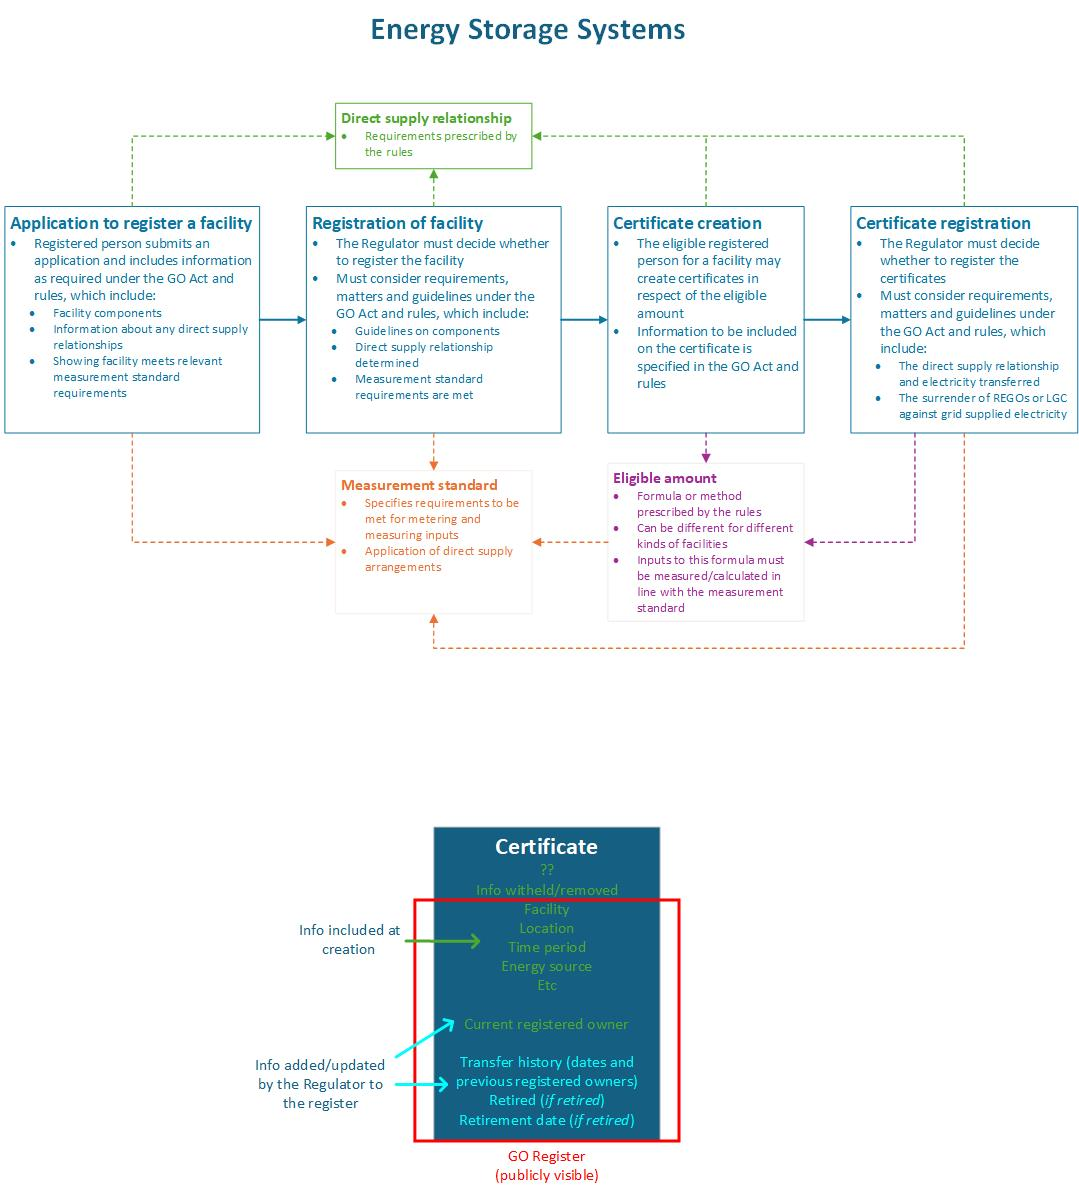 Energy Storage Systems
Direct supply relationship
• Requirements prescribed by
the rules
Application to register a facility
• Registered person submits an
application and includes information
as required under the GO Act and
rules, which include:
• Facility components
• Information about any direct supply
relationships
• Showing facility meets relevant
measurement standard
requirements
Registration of facility
• The Regulator must decide whether
to register the facility
• Must consider requirements,
matters and guidelines under the
GO Act and rules, which include:
• Guidelines on components
• Direct supply relationship
determined
• Measurement standard
requirements are met
Certificate creation
• The eligible registered
person for a facility may
create certificates in
respect of the eligible
amount
• Information to be included
on the certificate is
specified in the GO Act and
rules
Certificate registration
• The Regulator must decide
whether to register the
certificates
• Must consider requirements,
matters and guidelines under
the GO Act and rules, which
include:
• The direct supply relationship
and electricity transferred
• The surrender of REGOs or LGC
against grid supplied electricity
Measurement standard
• Specifies requirements to be
met for metering and
measuring inputs
• Application of direct supply
arrangements
Eligible amount
• Formula or method
prescribed by the rules
• Can be different for different
kinds of facilities
• Inputs to this formula must
be measured/calculated in
line with the measurement
standard
Certificate
??
Info witheld/removed
Facility
Location
Time period
Energy source
Etc
Current registered owner
Transfer history (dates and
previous registered owners)
Retired (if retired)
Retirement date (if retired)
Info included at
creation
Info added/updated
by the Regulator to
the register
GO Register
(publicly visible)